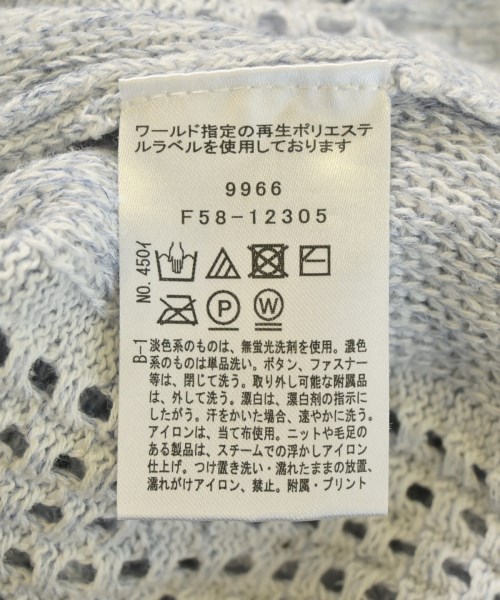 ワールド指定の再生ポリエステ
ルラベルを使用しております
9966
F58-12305
NO. 450イ
P
W
B-1
淡色系のものは、無蛍光洗剤を使用。濃色
系のものは単品洗い。ボタン、ファスナー
等は、閉じて洗う。取り外し可能な附属品
は、外して洗う。漂白は、漂白剤の指示に
したがう。汗をかいた場合、速やかに洗う。
アイロンは、当て布使用。ニットや毛足の
ある製品は、スチームでの浮かしアイロン
仕上げ。つけ置き洗い・濡れたままの放置、
濡れがけアイロン、禁止。附属・プリント